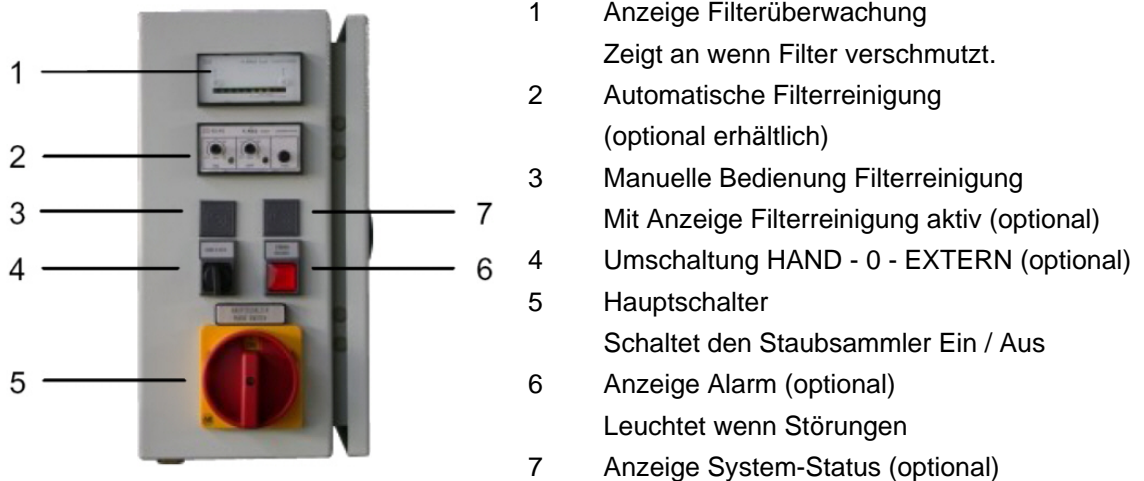 1 Anzeige Filterüberwachung
Zeigt an wenn Filter verschmutzt.
2 Automatische Filterreinigung
(optional erhältlich)
3 Manuelle Bedienung Filterreinigung
Mit Anzeige Filterreinigung aktiv (optional)
4 Umschaltung HAND - 0 - EXTERN (optional)
5 Hauptschalter
Schaltet den Staubsammler Ein / Aus
6 Anzeige Alarm (optional)
Leuchtet wenn Störungen
7 Anzeige System-Status (optional)
1
2
3
4
5
7
6